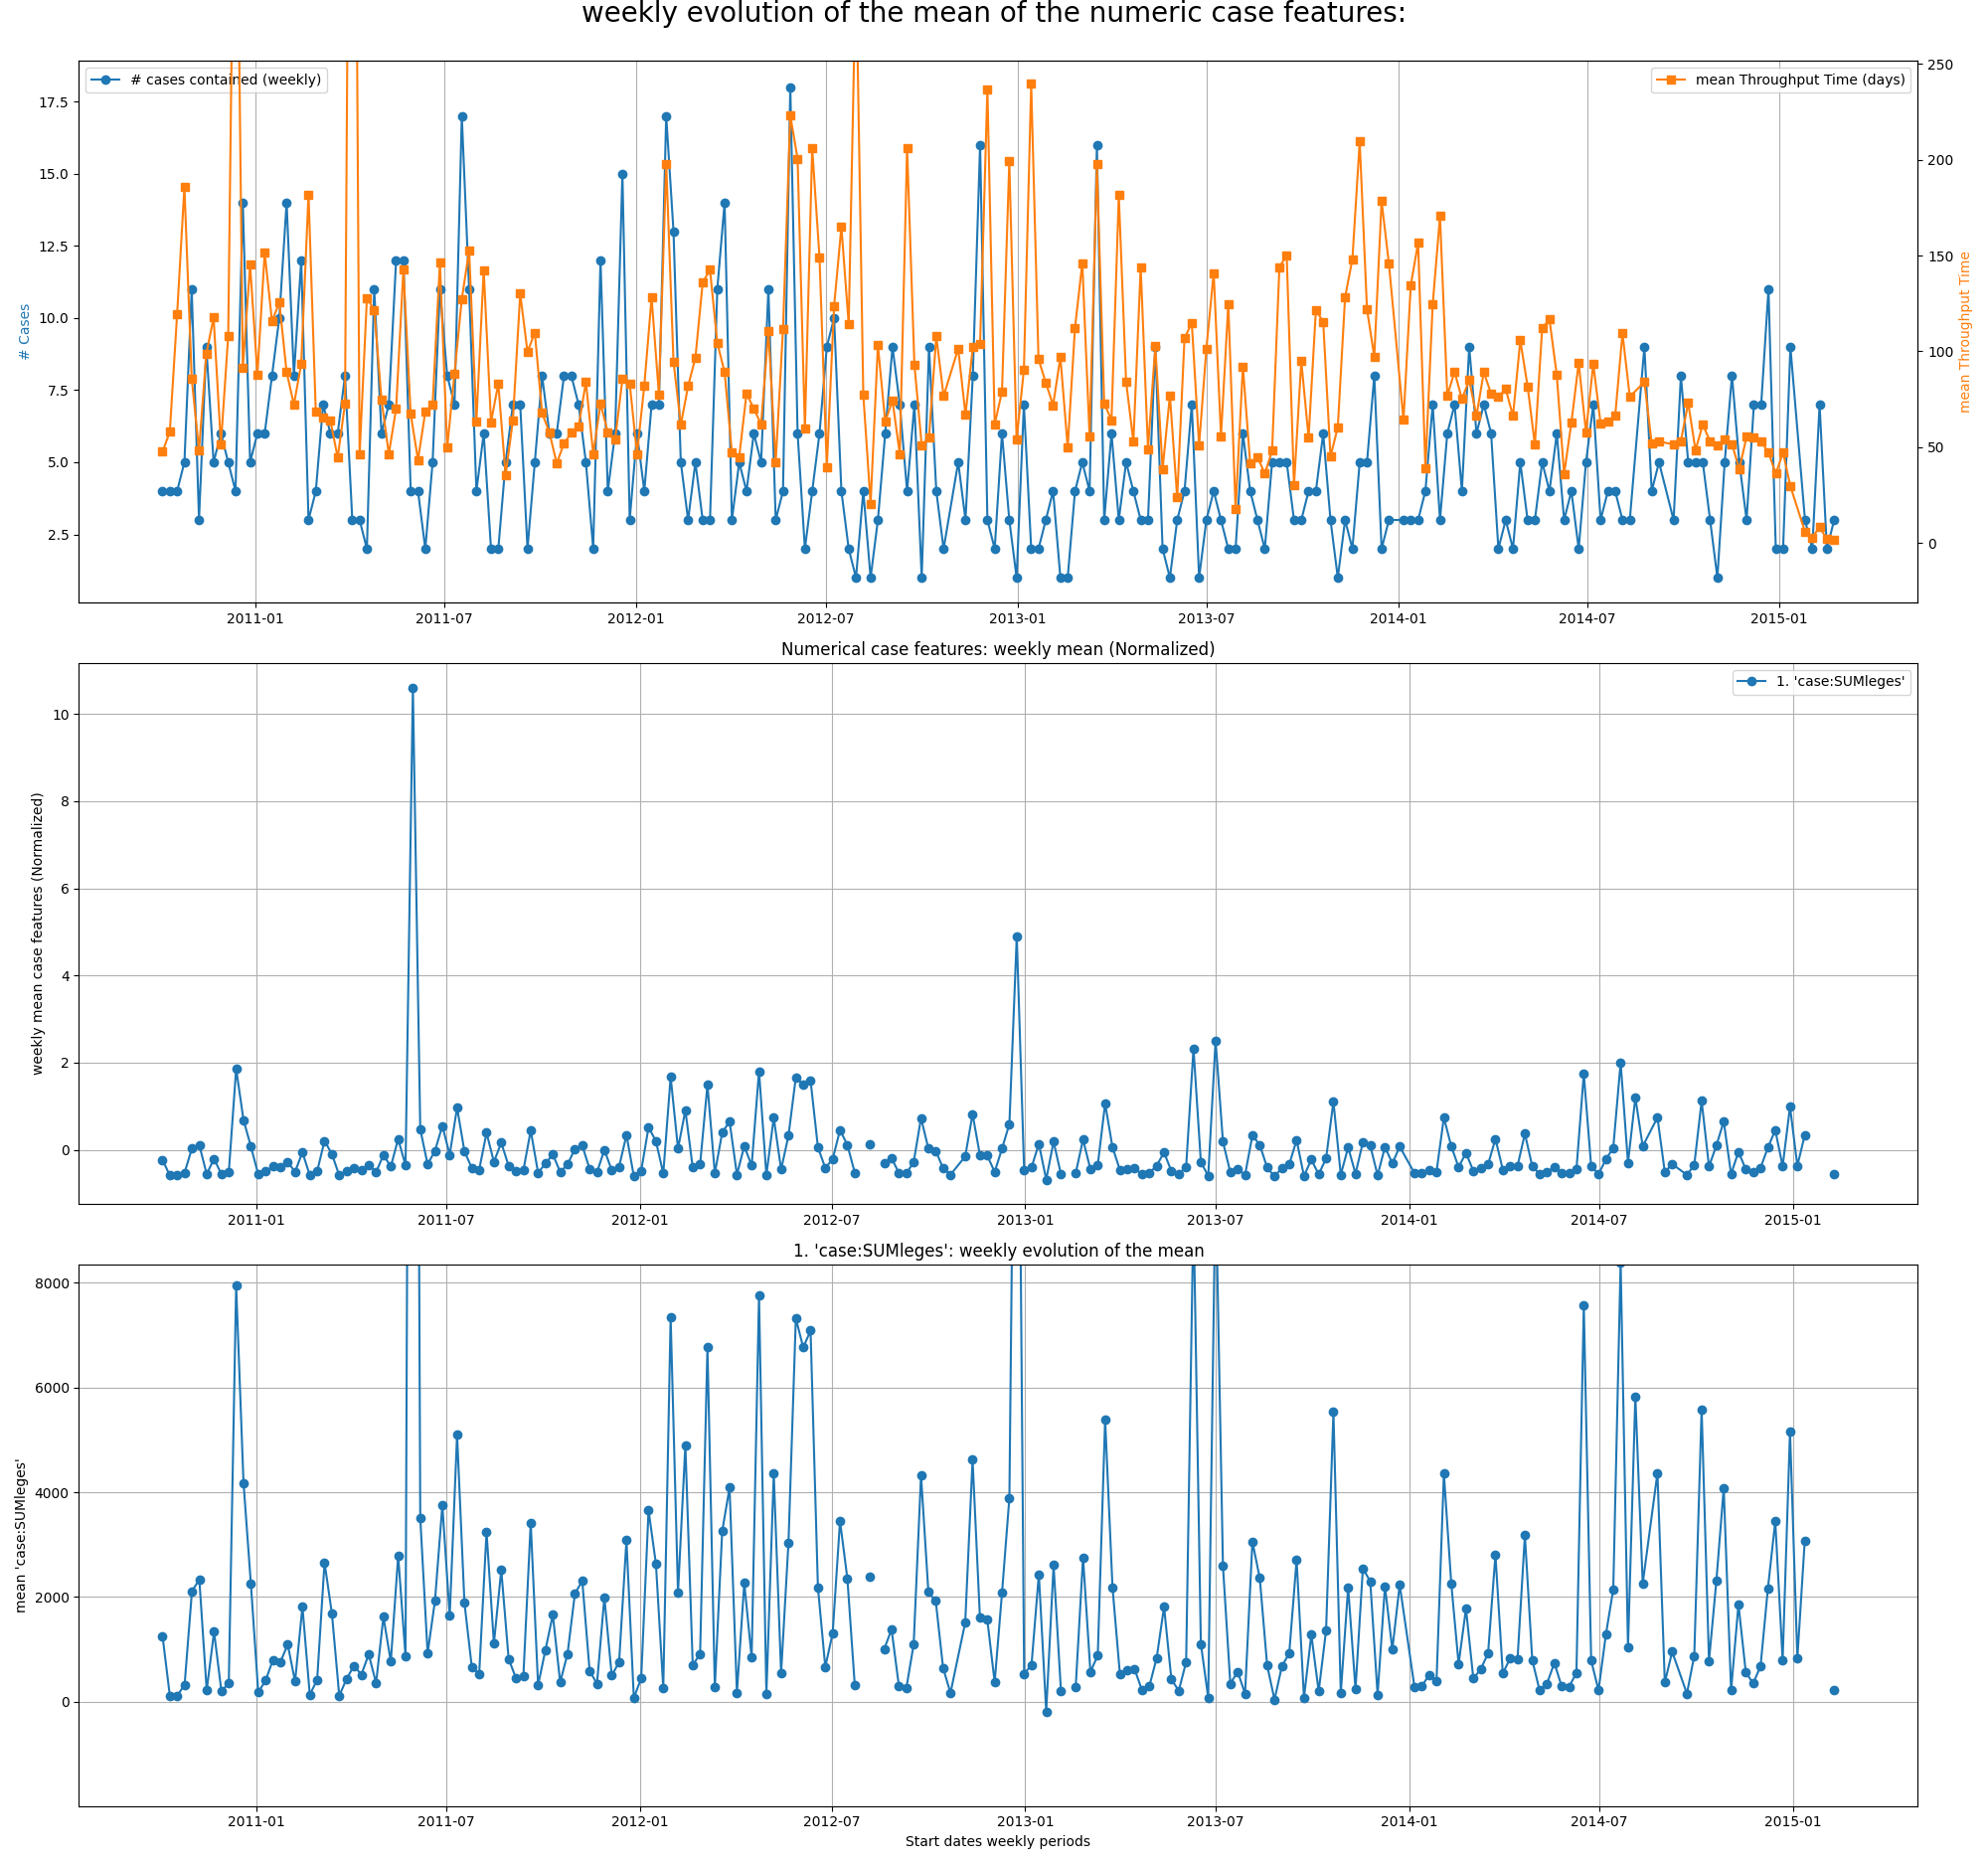 weekly evolution of the mean of the numeric case features:
# cases contained (weekly)
mean Throughput Time (days)
# Cases
17.5
15.0
12.5
10.0
7.5
5.0
2.5
250
200
150
100
50
0
mean Throughput Time
2011-01 2011-07 2012-01 2012-07 2013-01 2013-07 2014-01 2014-07 2015-01
Numerical case features: weekly mean (Normalized)
1. 'case:SUMleges'
weekly mean case features (Normalized)
10
8
6
4
2
0
2011-01 2011-07 2012-01 2012-07 2013-01 2013-07 2014-01 2014-07 2015-01
1. 'case:SUMleges': weekly evolution of the mean
mean 'case:SUMleges'
8000
6000
4000
2000
0
2011-01 2011-07 2012-01 2012-07 2013-01 2013-07 2014-01 2014-07 2015-01
Start dates weekly periods